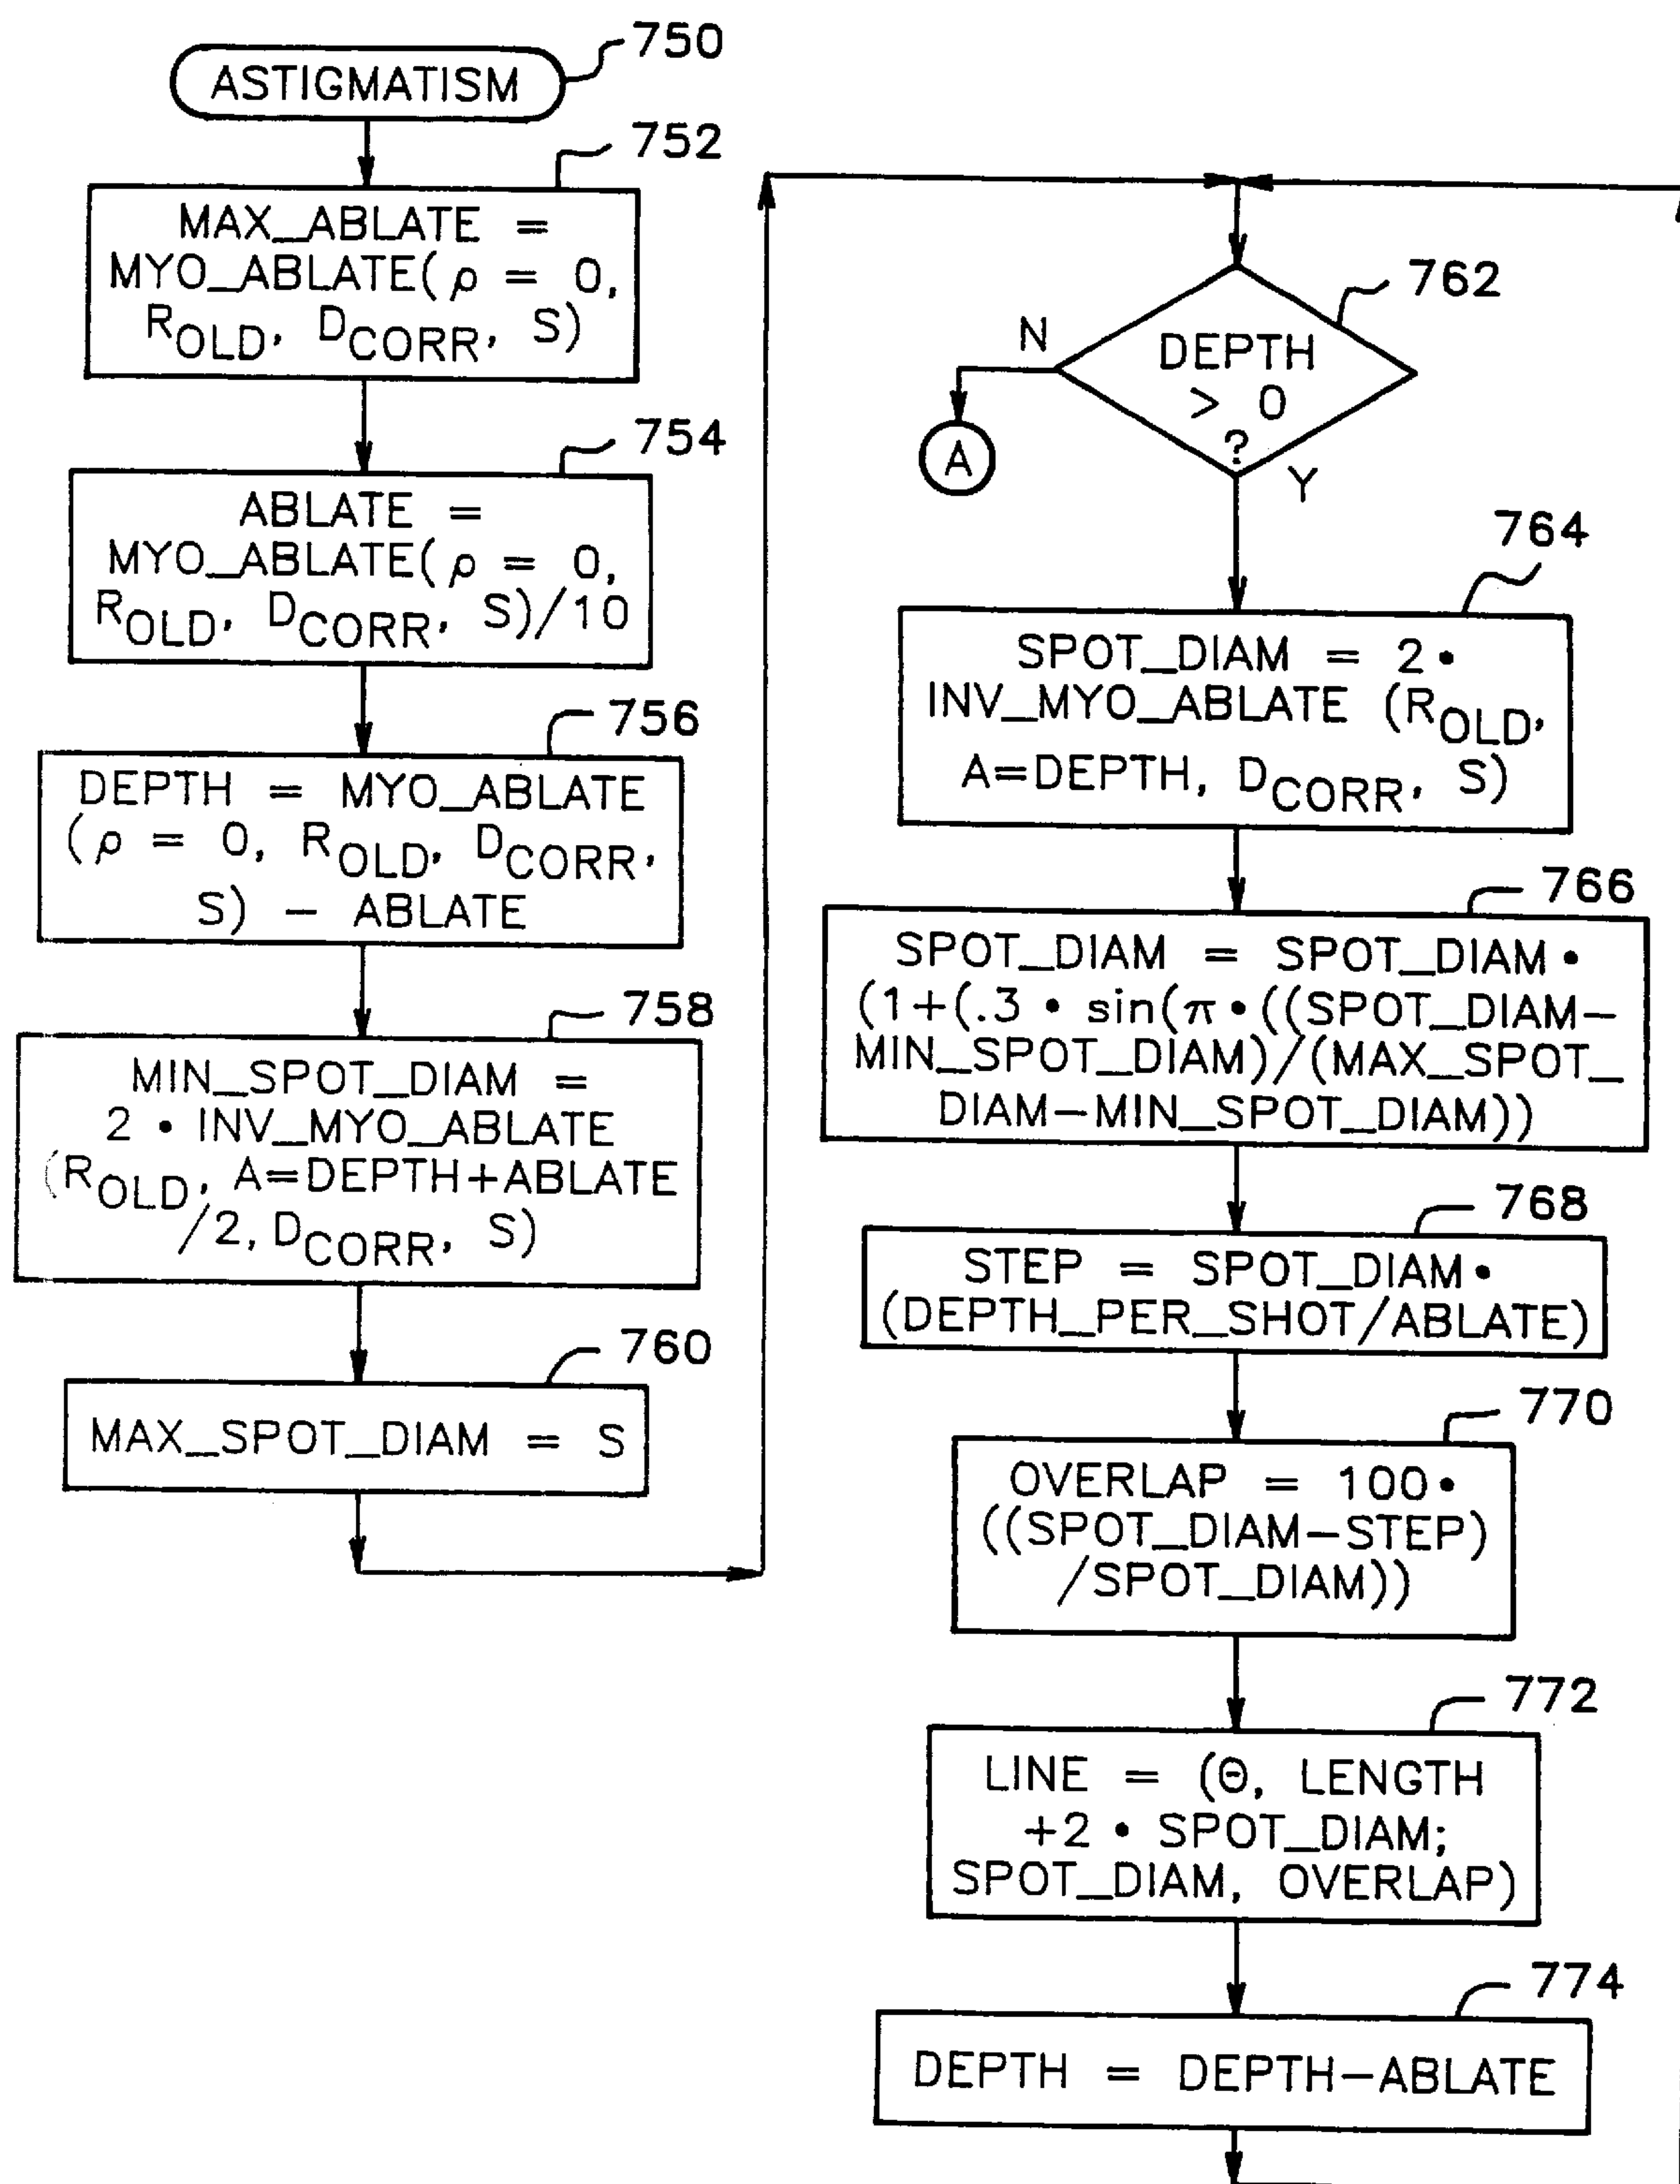 750
ASTIGMATISM
752
MAX_ABLATE =
MYO_ABLATE(ρ = 0,
ROLD, DCORR, S)
754
ABLATE =
MYO_ABLATE(ρ = 0,
ROLD, DCORR, S)/10
756
DEPTH = MYO_ABLATE
(ρ = 0, ROLD, DCORR,
S) – ABLATE
758
MIN_SPOT_DIAM =
2 • INV_MYO_ABLATE
(ROLD, A=DEPTH+ABLATE
/2, DCORR, S)
760
MAX_SPOT_DIAM = S
762
DEPTH
> 0
?
N
A
Y
764
SPOT_DIAM = 2•
INV_MYO_ABLATE (ROLD,
A=DEPTH, DCORR, S)
766
SPOT_DIAM = SPOT_DIAM•
(1+(.3 • sin(π•((SPOT_DIAM–
MIN_SPOT_DIAM)/(MAX_SPOT_
DIAM–MIN_SPOT_DIAM))
768
STEP = SPOT_DIAM•
(DEPTH_PER_SHOT/ABLATE)
770
OVERLAP = 100•
((SPOT_DIAM–STEP)
/SPOT_DIAM))
772
LINE = (Θ, LENGTH
+2 • SPOT_DIAM;
SPOT_DIAM, OVERLAP)
774
DEPTH = DEPTH–ABLATE